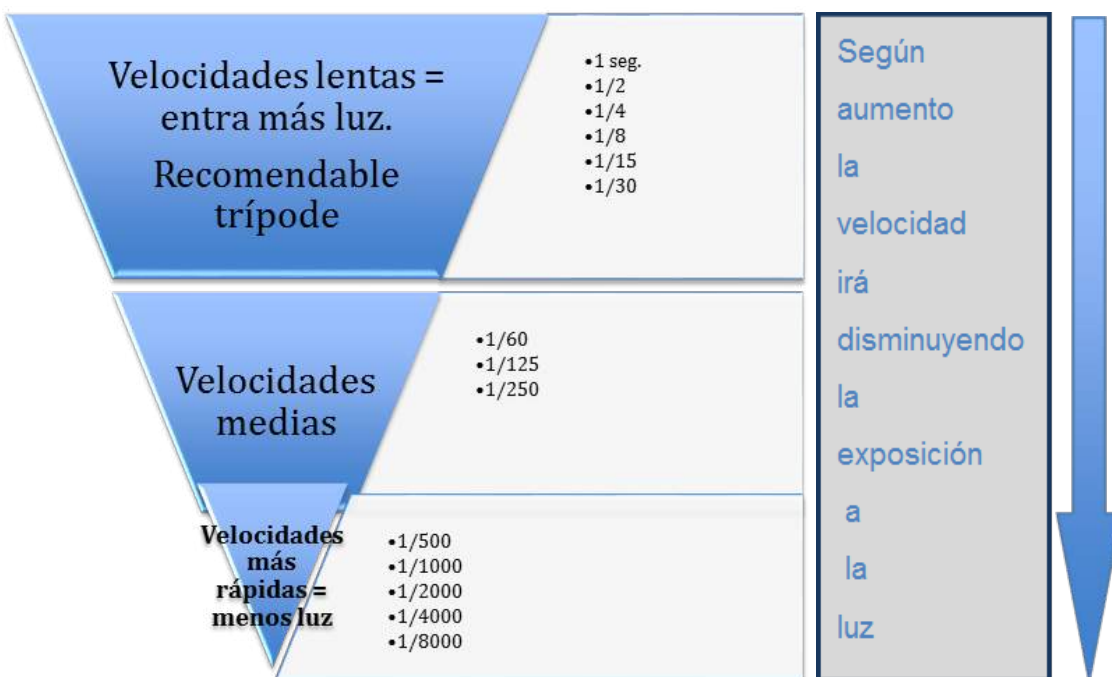 Velocidades lentas =
entra más luz.
Recomendable
trípode
•1 seg.
•1/2
•1/4
•1/8
•1/15
•1/30
Velocidades
medias
•1/60
•1/125
•1/250
Velocidades
más
rápidas =
menos luz
•1/500
•1/1000
•1/2000
•1/4000
•1/8000
Según
aumento
la
velocidad
irá
disminuyendo
la
exposición
a
la
luz